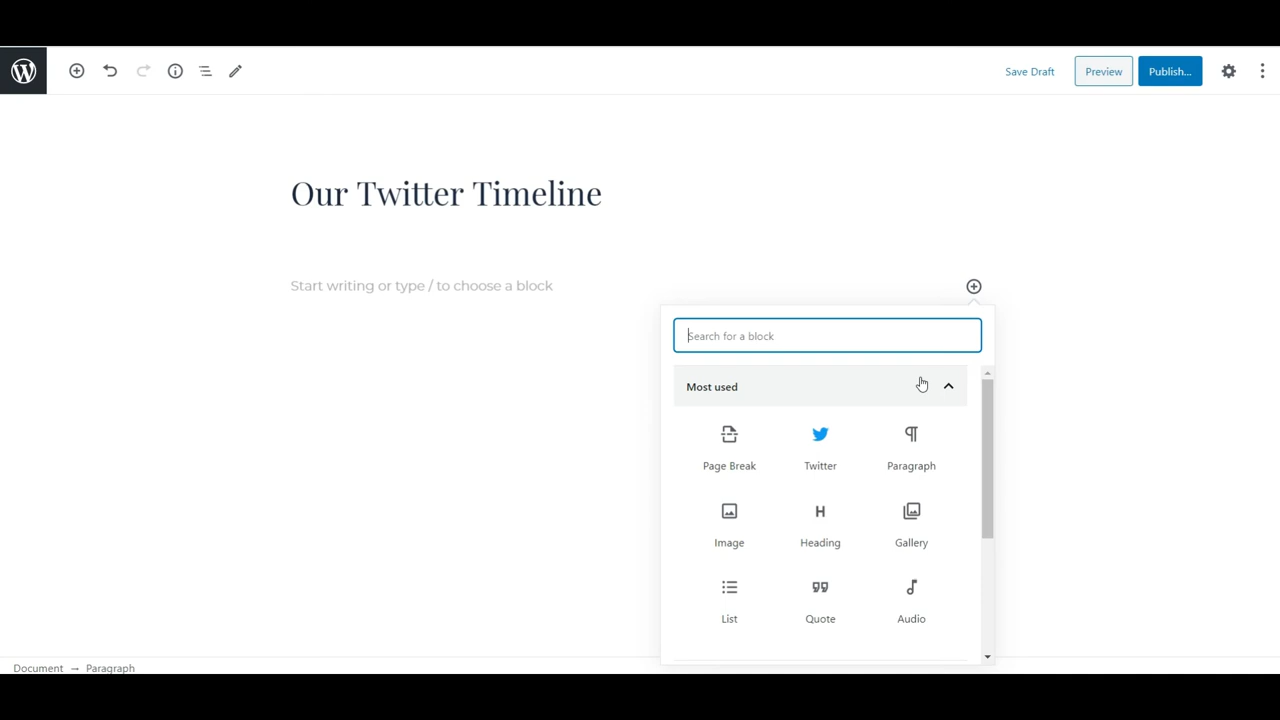 Save Draft Preview Publish...
Our Twitter Timeline
Start writing or type / to choose a block
Search for a block
Most used
Page Break Twitter Paragraph
Image Heading Gallery
List Quote Audio
Document → Paragraph